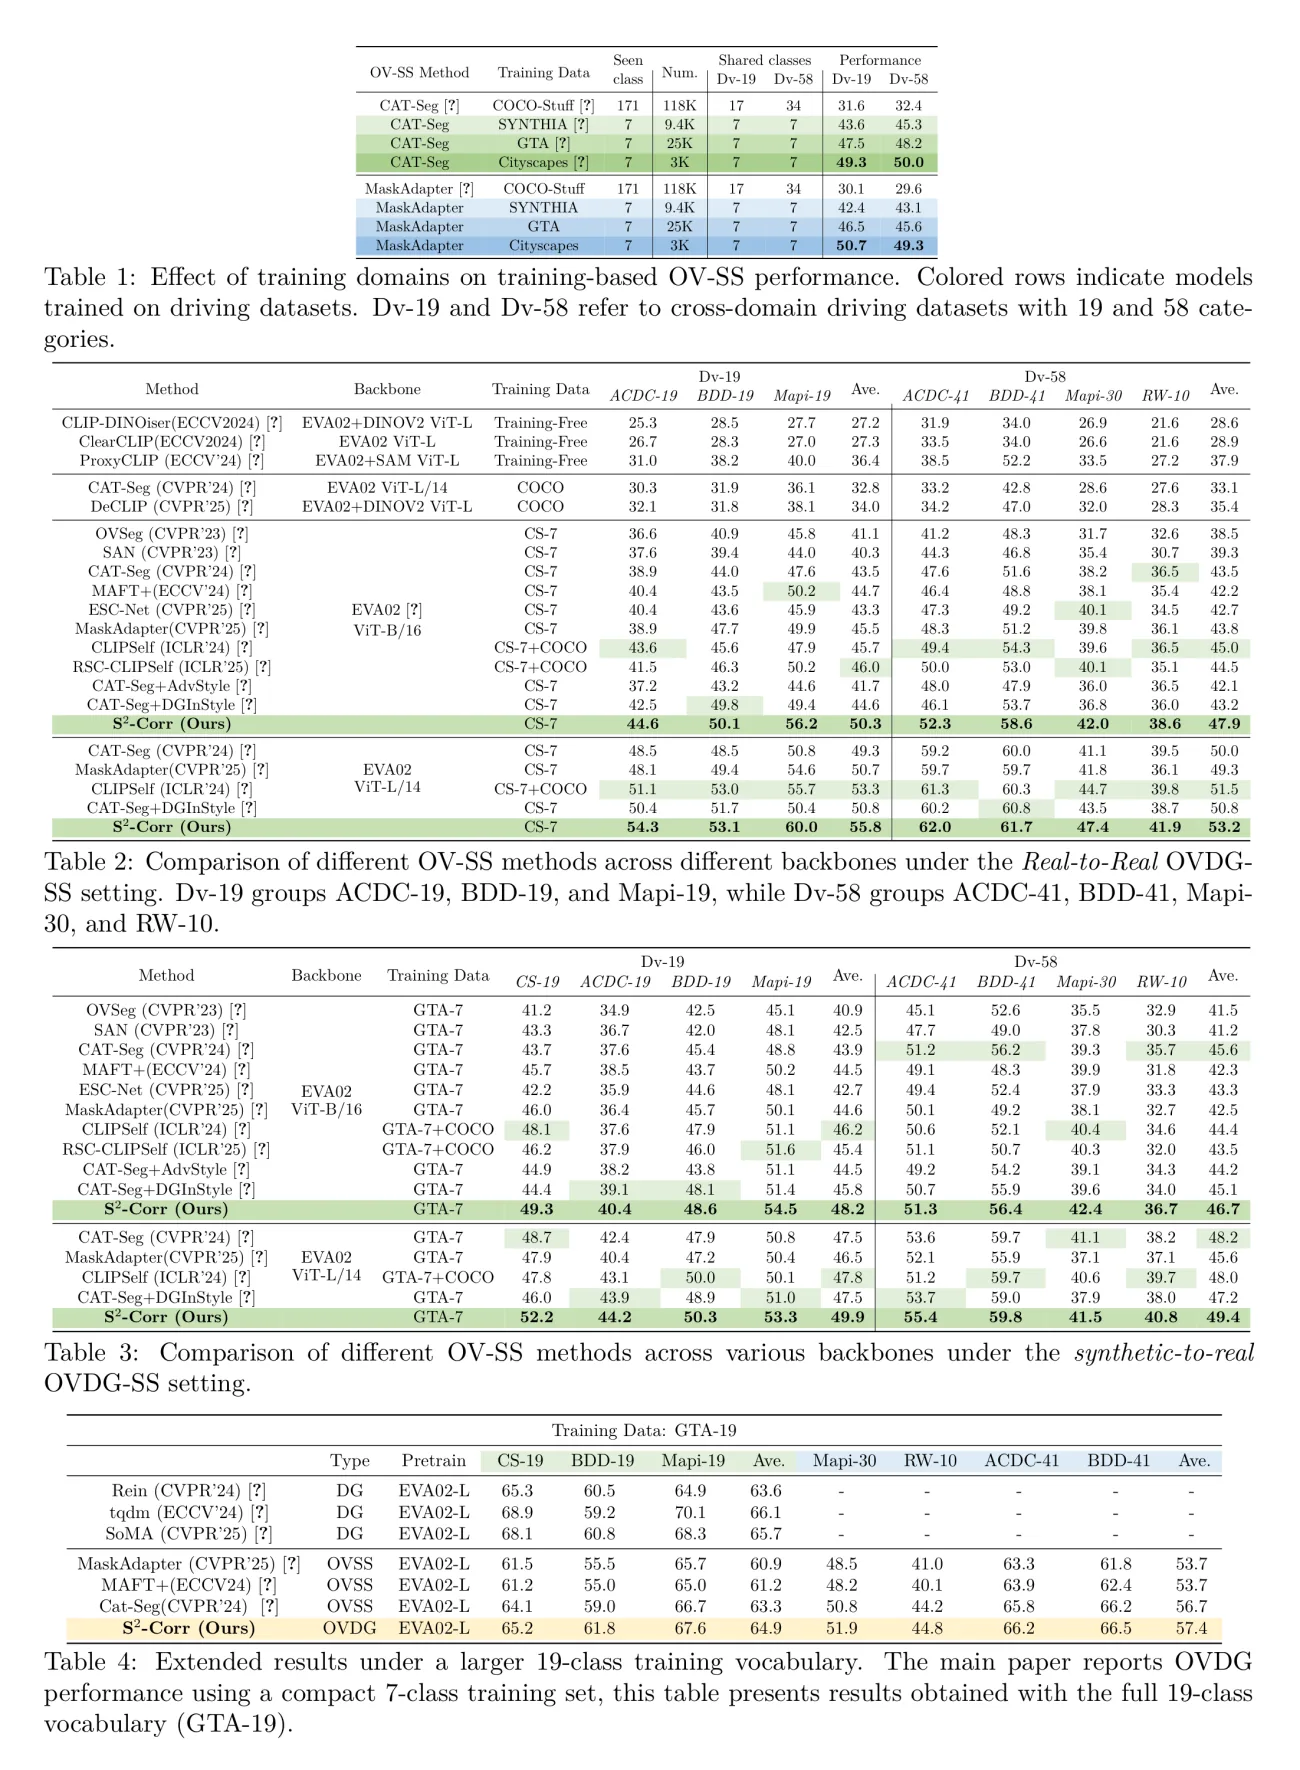 OV-SS Method Training Data Seen class Num. Shared classes Performance
Dv-19 Dv-58 Dv-19 Dv-58
CAT-Seg [?] COCO-Stuff [?] 171 118K 17 34 31.6 32.4
CAT-Seg SYNTHIA [?] 7 9.4K 7 7 43.6 45.3
CAT-Seg GTA [?] 7 25K 7 7 47.5 48.2
CAT-Seg Cityscapes [?] 7 3K 7 7 49.3 50.0
MaskAdapter [?] COCO-Stuff 171 118K 17 34 30.1 29.6
MaskAdapter SYNTHIA 7 9.4K 7 7 42.4 43.1
MaskAdapter GTA 7 25K 7 7 46.5 45.6
MaskAdapter Cityscapes 7 3K 7 7 50.7 49.3
Table 1: Effect of training domains on training-based OV-SS performance. Colored rows indicate models
trained on driving datasets. Dv-19 and Dv-58 refer to cross-domain driving datasets with 19 and 58 cate-
gories.
Method Backbone Training Data Dv-19 Ave. Dv-58 Ave.
ACDC-19 BDD-19 Mapi-19 ACDC-41 BDD-41 Mapi-30 RW-10
CLIP-DINOiser(ECCV2024) [?] EVA02+DINOV2 ViT-L Training-Free 25.3 28.5 27.7 27.2 31.9 34.0 26.9 21.6 28.6
ClearCLIP(ECCV2024) [?] EVA02 ViT-L Training-Free 26.7 28.3 27.0 27.3 33.5 34.0 26.6 21.6 28.9
ProxyCLIP (ECCV'24) [?] EVA02+SAM ViT-L Training-Free 31.0 38.2 40.0 36.4 38.5 52.2 33.5 27.2 37.9
CAT-Seg (CVPR'24) [?] EVA02 ViT-L/14 COCO 30.3 31.9 36.1 32.8 33.2 42.8 28.6 27.6 33.1
DeCLIP (CVPR'25) [?] EVA02+DINOV2 ViT-L COCO 32.1 31.8 38.1 34.0 34.2 47.0 32.0 28.3 35.4
OVSeg (CVPR'23) [?] CS-7 36.6 40.9 45.8 41.1 41.2 48.3 31.7 32.6 38.5
SAN (CVPR'23) [?] CS-7 37.6 39.4 44.0 40.3 44.3 46.8 35.4 30.7 39.3
CAT-Seg (CVPR'24) [?] CS-7 38.9 44.0 47.6 43.5 47.6 51.6 38.2 36.5 43.5
MAFT+(ECCV'24) [?] CS-7 40.4 43.5 50.2 44.7 46.4 48.8 38.1 35.4 42.2
ESC-Net (CVPR'25) [?] EVA02 [?] CS-7 40.4 43.6 45.9 43.3 47.3 49.2 40.1 34.5 42.7
MaskAdapter(CVPR'25) [?] ViT-B/16 CS-7 38.9 47.7 49.9 45.5 48.3 51.2 39.8 36.1 43.8
CLIPSelf (ICLR'24) [?] CS-7+COCO 43.6 45.6 47.9 45.7 49.4 54.3 39.6 36.5 45.0
RSC-CLIPSelf (ICLR'25) [?] CS-7+COCO 41.5 46.3 50.2 46.0 50.0 53.0 40.1 35.1 44.5
CAT-Seg+AdvStyle [?] CS-7 37.2 43.2 44.6 41.7 48.0 47.9 36.0 36.5 42.1
CAT-Seg+DGInStyle [?] CS-7 42.5 49.8 49.4 44.6 46.1 53.7 36.8 36.0 43.2
S²-Corr (Ours) CS-7 44.6 50.1 56.2 50.3 52.3 58.6 42.0 38.6 47.9
CAT-Seg (CVPR'24) [?] CS-7 48.5 48.5 50.8 49.3 59.2 60.0 41.1 39.5 50.0
MaskAdapter(CVPR'25) [?] EVA02 CS-7 48.1 49.4 54.6 50.7 59.7 59.7 41.8 36.1 49.3
CLIPSelf (ICLR'24) [?] ViT-L/14 CS-7+COCO 51.1 53.0 55.7 53.3 61.3 60.3 44.7 39.8 51.5
CAT-Seg+DGInStyle [?] CS-7 50.4 51.7 50.4 50.8 60.2 60.8 43.5 38.7 50.8
S²-Corr (Ours) CS-7 54.3 53.1 60.0 55.8 62.0 61.7 47.4 41.9 53.2
Table 2: Comparison of different OV-SS methods across different backbones under the Real-to-Real OVDG-
SS setting. Dv-19 groups ACDC-19, BDD-19, and Mapi-19, while Dv-58 groups ACDC-41, BDD-41, Mapi-
30, and RW-10.
Method Backbone Training Data Dv-19 Ave. Dv-58 Ave.
CS-19 ACDC-19 BDD-19 Mapi-19 ACDC-41 BDD-41 Mapi-30 RW-10
OVSeg (CVPR'23) [?] GTA-7 41.2 34.9 42.5 45.1 40.9 45.1 52.6 35.5 32.9 41.5
SAN (CVPR'23) [?] GTA-7 43.3 36.7 42.0 48.1 42.5 47.7 49.0 37.8 30.3 41.2
CAT-Seg (CVPR'24) [?] GTA-7 43.7 37.6 45.4 48.8 43.9 51.2 56.2 39.3 35.7 45.6
MAFT+(ECCV'24) [?] GTA-7 45.7 38.5 43.7 50.2 44.5 49.1 48.3 39.9 31.8 42.3
ESC-Net (CVPR'25) [?] EVA02 GTA-7 42.2 35.9 44.6 48.1 42.7 49.4 52.4 37.9 33.3 43.3
MaskAdapter(CVPR'25) [?] ViT-B/16 GTA-7 46.0 36.4 45.7 50.1 44.6 50.1 49.2 38.1 32.7 42.5
CLIPSelf (ICLR'24) [?] GTA-7+COCO 48.1 37.6 47.9 51.1 46.2 50.6 52.1 40.4 34.6 44.4
RSC-CLIPSelf (ICLR'25) [?] GTA-7+COCO 46.2 37.9 46.0 51.6 45.4 51.1 50.7 40.3 32.0 43.5
CAT-Seg+AdvStyle [?] GTA-7 44.9 38.2 43.8 51.1 44.5 49.2 54.2 39.1 34.3 44.2
CAT-Seg+DGInStyle [?] GTA-7 44.4 39.1 48.1 51.4 45.8 50.7 55.9 39.6 34.0 45.1
S²-Corr (Ours) GTA-7 49.3 40.4 48.6 54.5 48.2 51.3 56.4 42.4 36.7 46.7
CAT-Seg (CVPR'24) [?] GTA-7 48.7 42.4 47.9 50.8 47.5 53.6 59.7 41.1 38.2 48.2
MaskAdapter(CVPR'25) [?] EVA02 GTA-7 47.9 40.4 47.2 50.4 46.5 52.1 55.9 37.1 37.1 45.6
CLIPSelf (ICLR'24) [?] ViT-L/14 GTA-7+COCO 47.8 43.1 50.0 50.1 47.8 51.2 59.7 40.6 39.7 48.0
CAT-Seg+DGInStyle [?] GTA-7 46.0 43.9 48.9 51.0 47.5 53.7 59.0 37.9 38.0 47.2
S²-Corr (Ours) GTA-7 52.2 44.2 50.3 53.3 49.9 55.4 59.8 41.5 40.8 49.4
Table 3: Comparison of different OV-SS methods across various backbones under the synthetic-to-real
OVDG-SS setting.
Training Data: GTA-19
Type Pretrain CS-19 BDD-19 Mapi-19 Ave. Mapi-30 RW-10 ACDC-41 BDD-41 Ave.
Rein (CVPR'24) [?] DG EVA02-L 65.3 60.5 64.9 63.6 - - - - -
tqdm (ECCV'24) [?] DG EVA02-L 68.9 59.2 70.1 66.1 - - - - -
SoMA (CVPR'25) [?] DG EVA02-L 68.1 60.8 68.3 65.7 - - - - -
MaskAdapter (CVPR'25) [?] OVSS EVA02-L 61.5 55.5 65.7 60.9 48.5 41.0 63.3 61.8 53.7
MAFT+(ECCV24) [?] OVSS EVA02-L 61.2 55.0 65.0 61.2 48.2 40.1 63.9 62.4 53.7
Cat-Seg(CVPR'24) [?] OVSS EVA02-L 64.1 59.0 66.7 63.3 50.8 44.2 65.8 66.2 56.7
S²-Corr (Ours) OVDG EVA02-L 65.2 61.8 67.6 64.9 51.9 44.8 66.2 66.5 57.4
Table 4: Extended results under a larger 19-class training vocabulary. The main paper reports OVDG
performance using a compact 7-class training set, this table presents results obtained with the full 19-class
vocabulary (GTA-19).